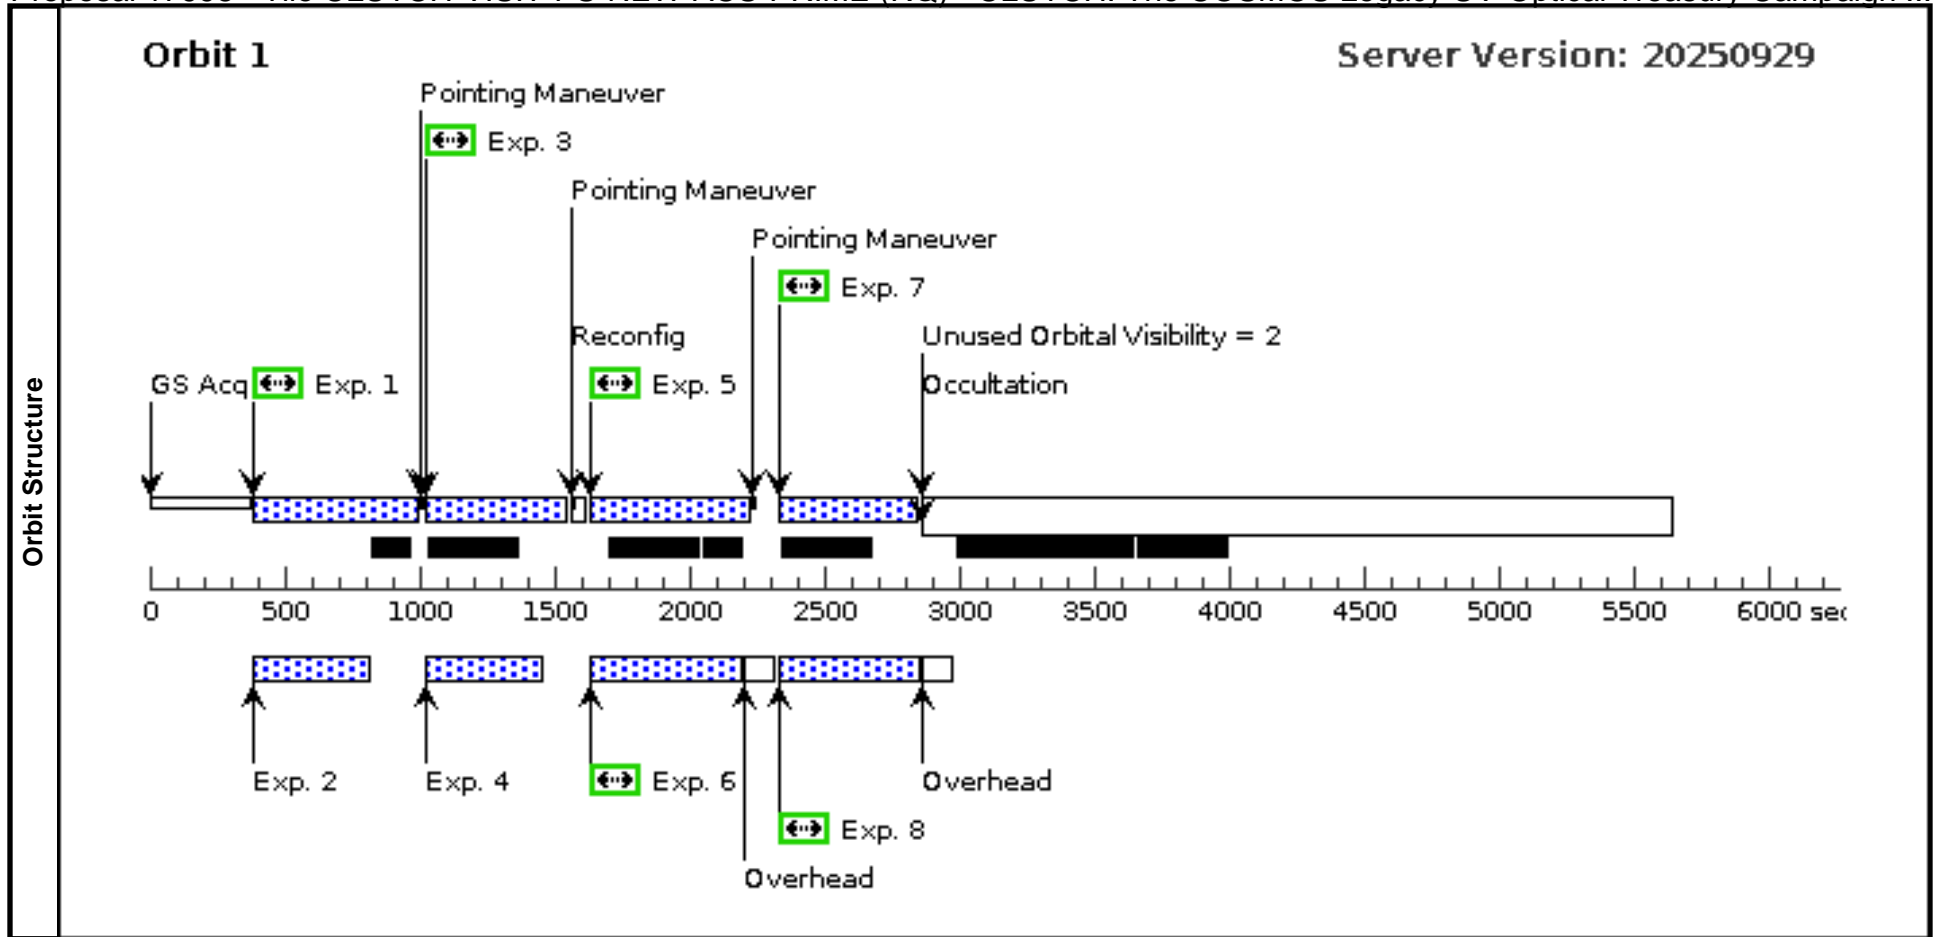 Orbit 1
Server Version: 20250929
Pointing Maneuver
Exp. 3
Pointing Maneuver
Pointing Maneuver
Exp. 7
Reconfig
Unused Orbital Visibility = 2
GS Acq
Exp. 1
Exp. 5
Occultation
Orbit Structure
0 500 1000 1500 2000 2500 3000 3500 4000 4500 5000 5500 6000
Exp. 2
Exp. 4
Exp. 6
Overhead
Exp. 8
Overhead